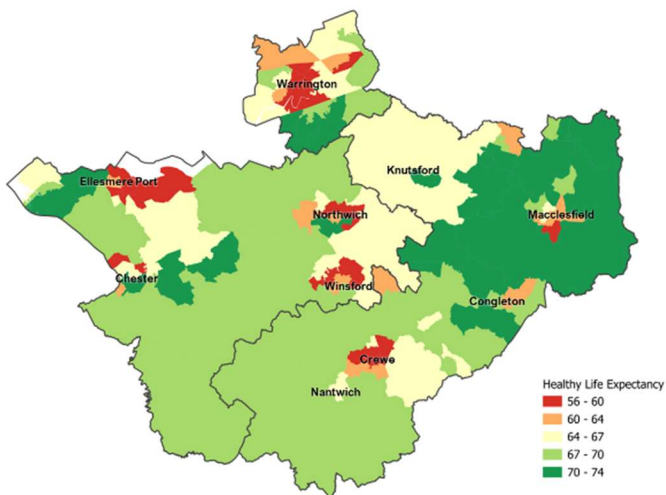 Warrington
Knutsford
Ellesmere Port
Northwich
Macclesfield
Chester
Winsford
Congleton
Crewe
Nantwich
Healthy Life Expectancy
56 - 60
60 - 64
64 - 67
67 - 70
70 - 74